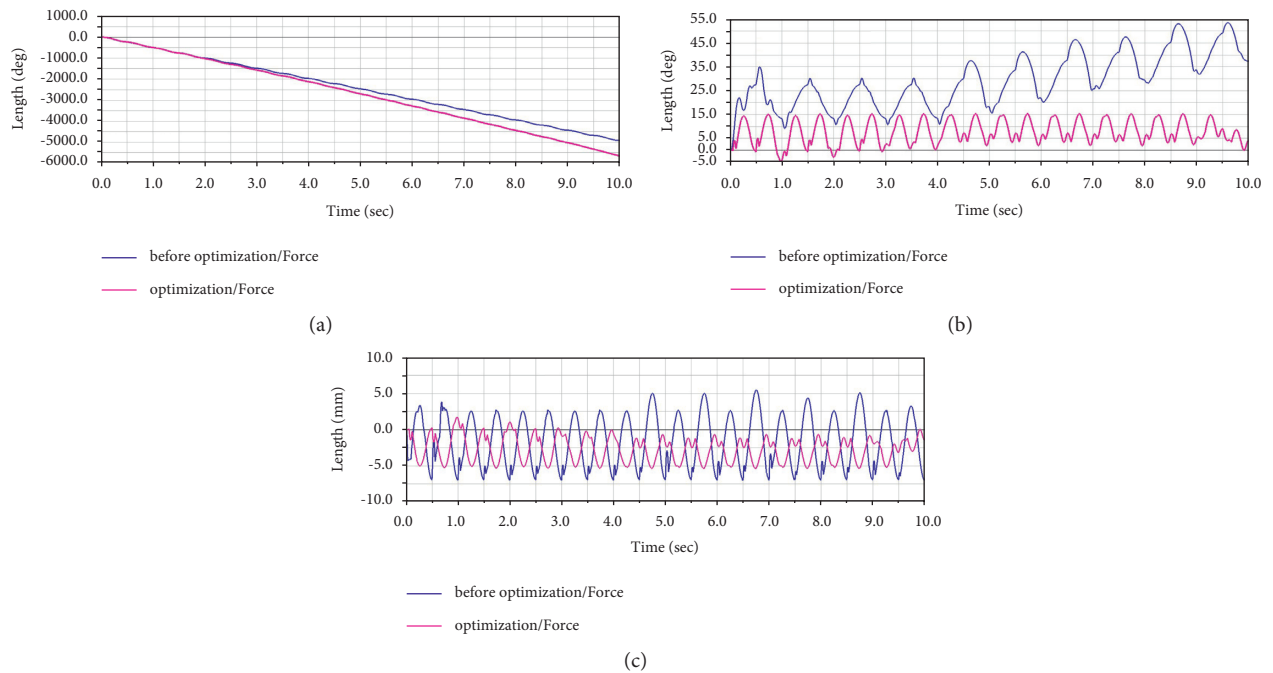 1000.0
0.0
-1000.0
-2000.0
-3000.0
-4000.0
-5000.0
-6000.0
Length (deg)
0.0 1.0 2.0 3.0 4.0 5.0 6.0 7.0 8.0 9.0 10.0
Time (sec)
before optimization/Force
optimization/Force
(a)
55.0
45.0
35.0
25.0
15.0
5.0
0.0
-5.0
Length (deg)
0.0 1.0 2.0 3.0 4.0 5.0 6.0 7.0 8.0 9.0 10.0
Time (sec)
before optimization/Force
optimization/Force
(b)
10.0
5.0
0.0
-5.0
-10.0
Length (mm)
0.0 1.0 2.0 3.0 4.0 5.0 6.0 7.0 8.0 9.0 10.0
Time (sec)
before optimization/Force
optimization/Force
(c)